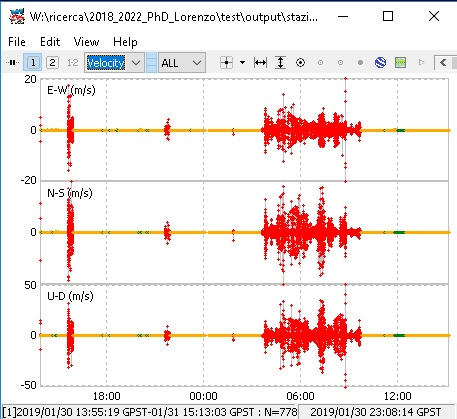 W:\ricerca\2018_2022_PhD_Lorenzo\test\output\stazi...
File Edit View Help
1 2 1-2 Velocity ALL
20
E-W (m/s)
0
-20
N-S (m/s)
0
50
U-D (m/s)
0
-50
18:00 00:00 06:00 12:00
[1]2019/01/30 13:55:19 GPST-01/31 15:13:03 GPST : N=778 2019/01/30 23:08:14 GPST